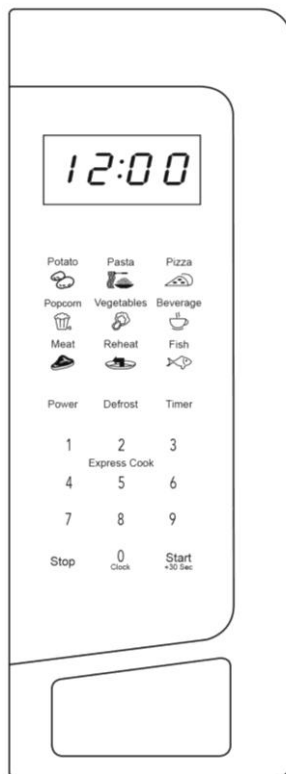 12:00
Potato Pasta Pizza
Popcorn Vegetables Beverage
Meat Reheat Fish
Power Defrost Timer
1 2 3
Express Cook
4 5 6
7 8 9
Stop 0 Start
Clock +30 Sec